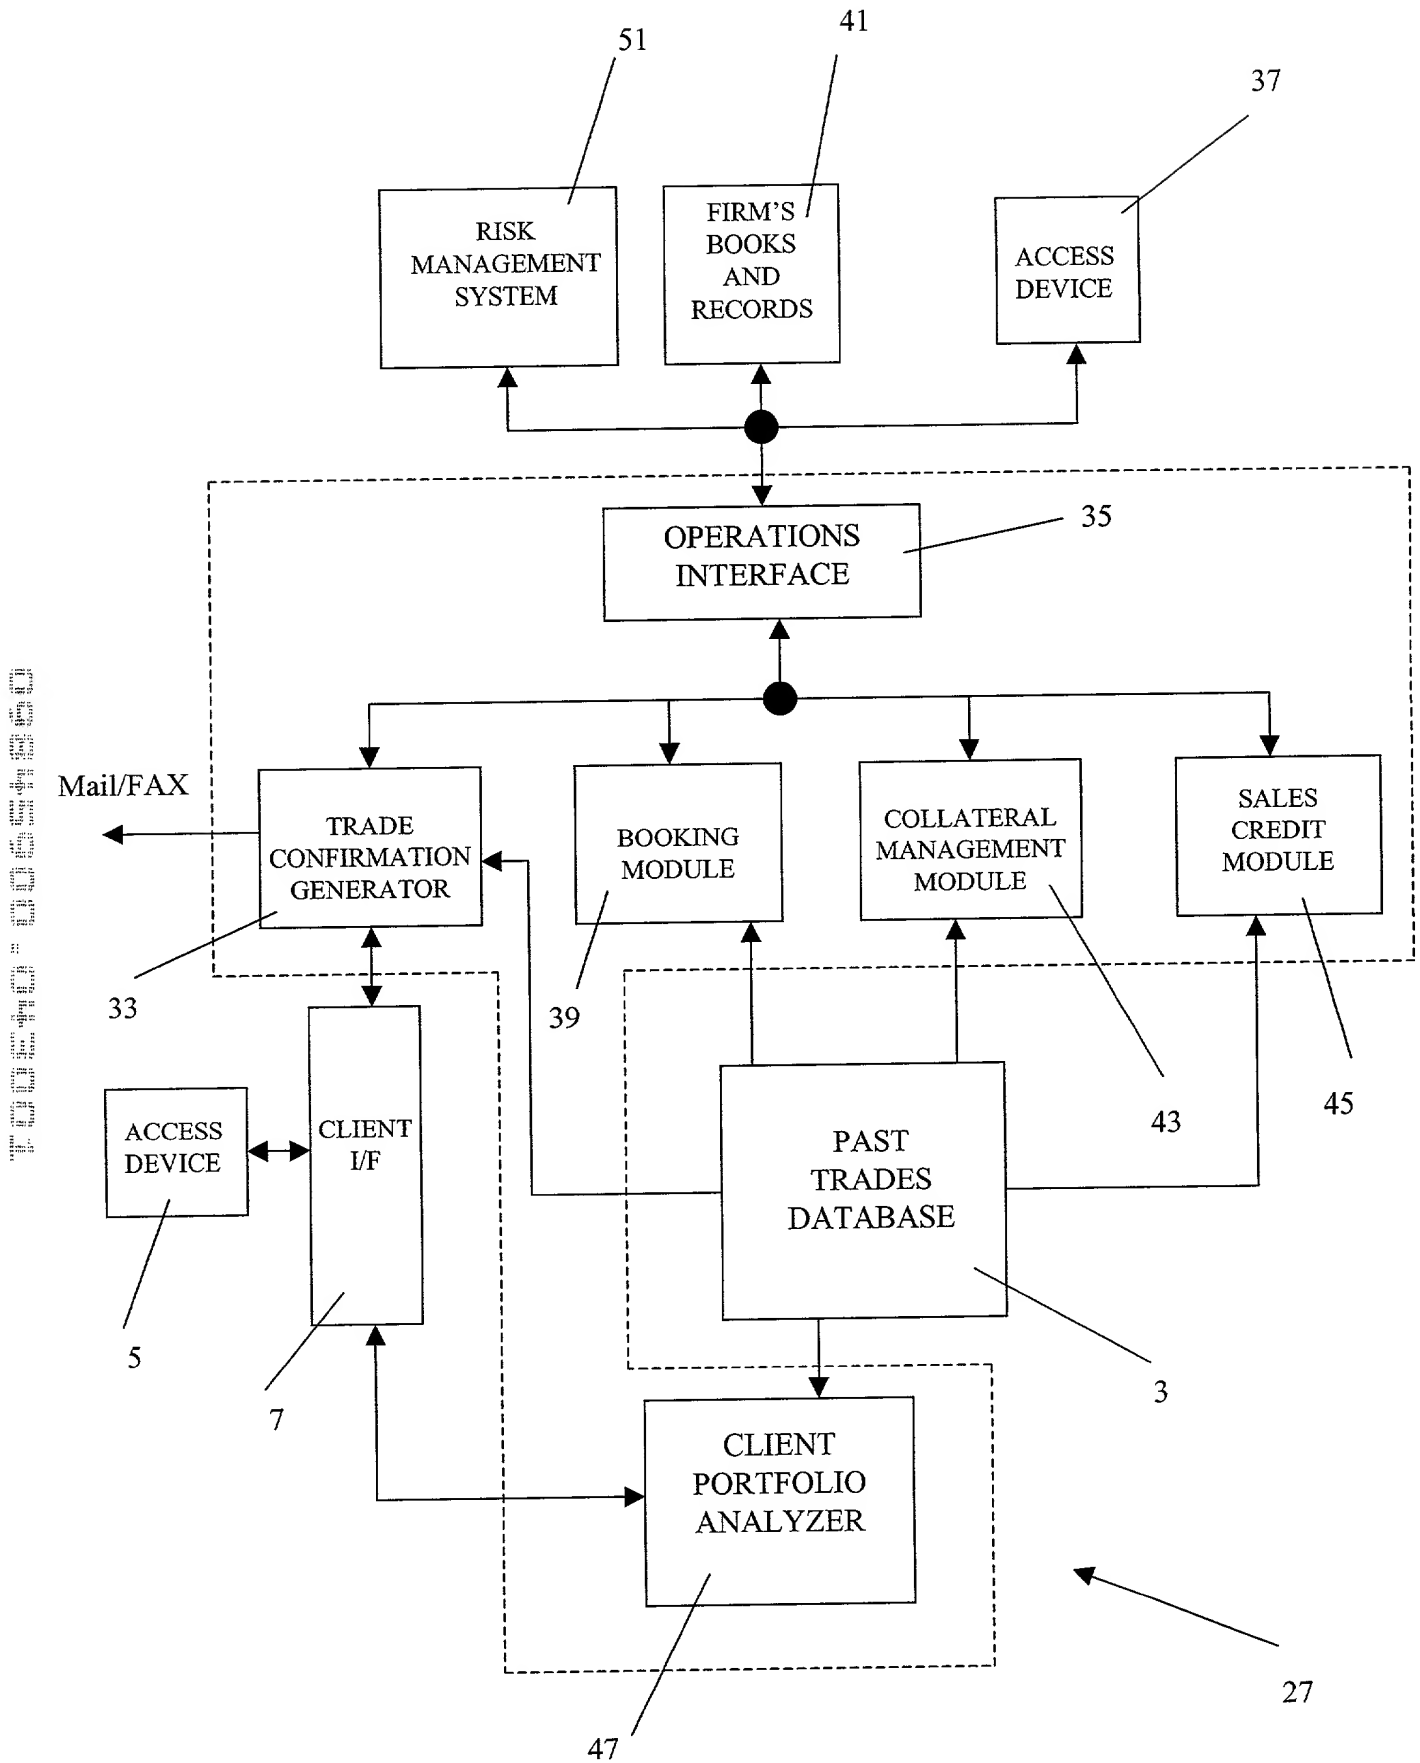 51
41
37
RISK
MANAGEMENT
SYSTEM
FIRM'S
BOOKS
AND
RECORDS
ACCESS
DEVICE
OPERATIONS
INTERFACE
35
Mail/FAX
TRADE
CONFIRMATION
GENERATOR
BOOKING
MODULE
COLLATERAL
MANAGEMENT
MODULE
SALES
CREDIT
MODULE
33
39
43
45
ACCESS
DEVICE
CLIENT
I/F
PAST
TRADES
DATABASE
5
7
3
CLIENT
PORTFOLIO
ANALYZER
27
47